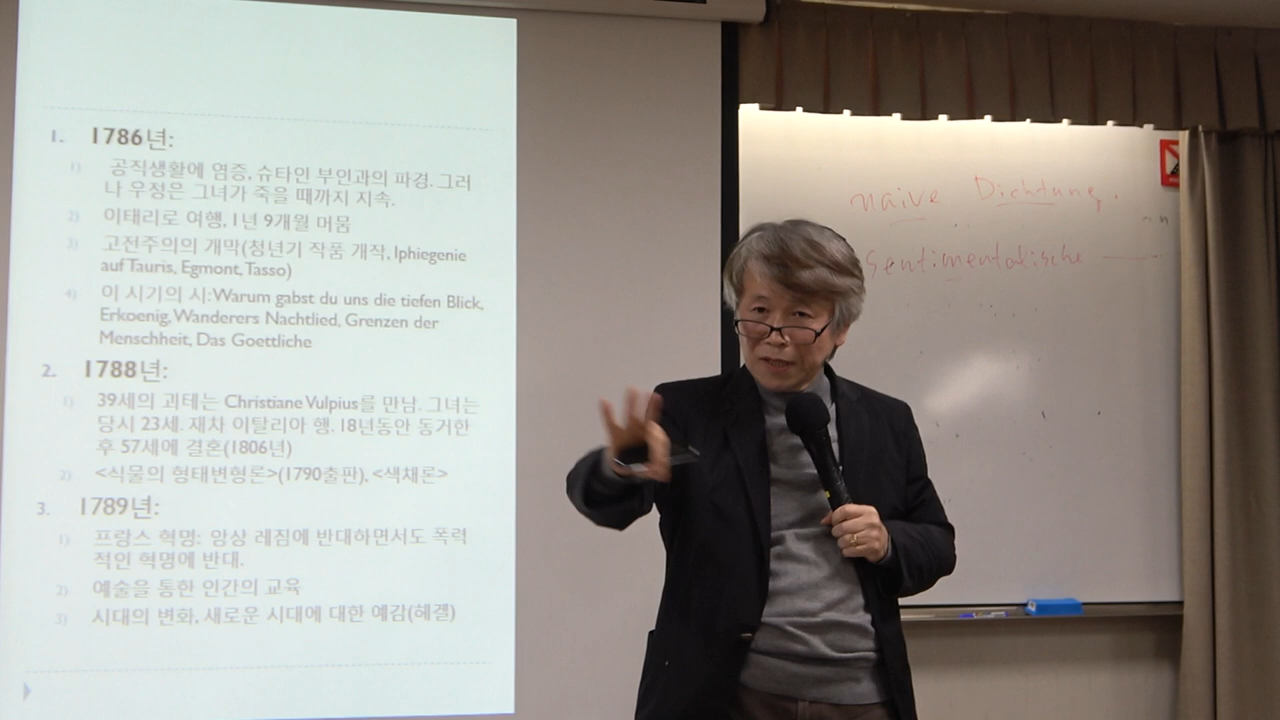 1. 1786년:
1) 공직생활에 염증, 슈타인 부인과의 파경. 그러
나 우정은 그녀가 죽을 때까지 지속.
2) 이태리로 여행, 1년 9개월 머뭄
3) 고전주의의 개막(청년기 작품 개작, Iphiegenie
auf Tauris, Egmont, Tasso)
4) 이 시기의 시:Warum gabst du uns die tiefen Blick,
Erkoenig, Wanderers Nachtlied, Grenzen der
Menschheit, Das Goettliche
2. 1788년:
1) 39세의 괴테는 Christiane Vulpius를 만남. 그녀는
당시 23세. 재차 이탈리아 행. 18년동안 동거한
후 57세에 결혼(1806년)
2) <식물의 형태변형론>(1790출판), <색채론>
3. 1789년:
1) 프랑스 혁명: 앙상 레짐에 반대하면서도 폭력
적인 혁명에 반대.
2) 예술을 통한 인간의 교육
3) 시대의 변화, 새로운 시대에 대한 예감(헤겔)
naive Dichtung.
Sentimentalische